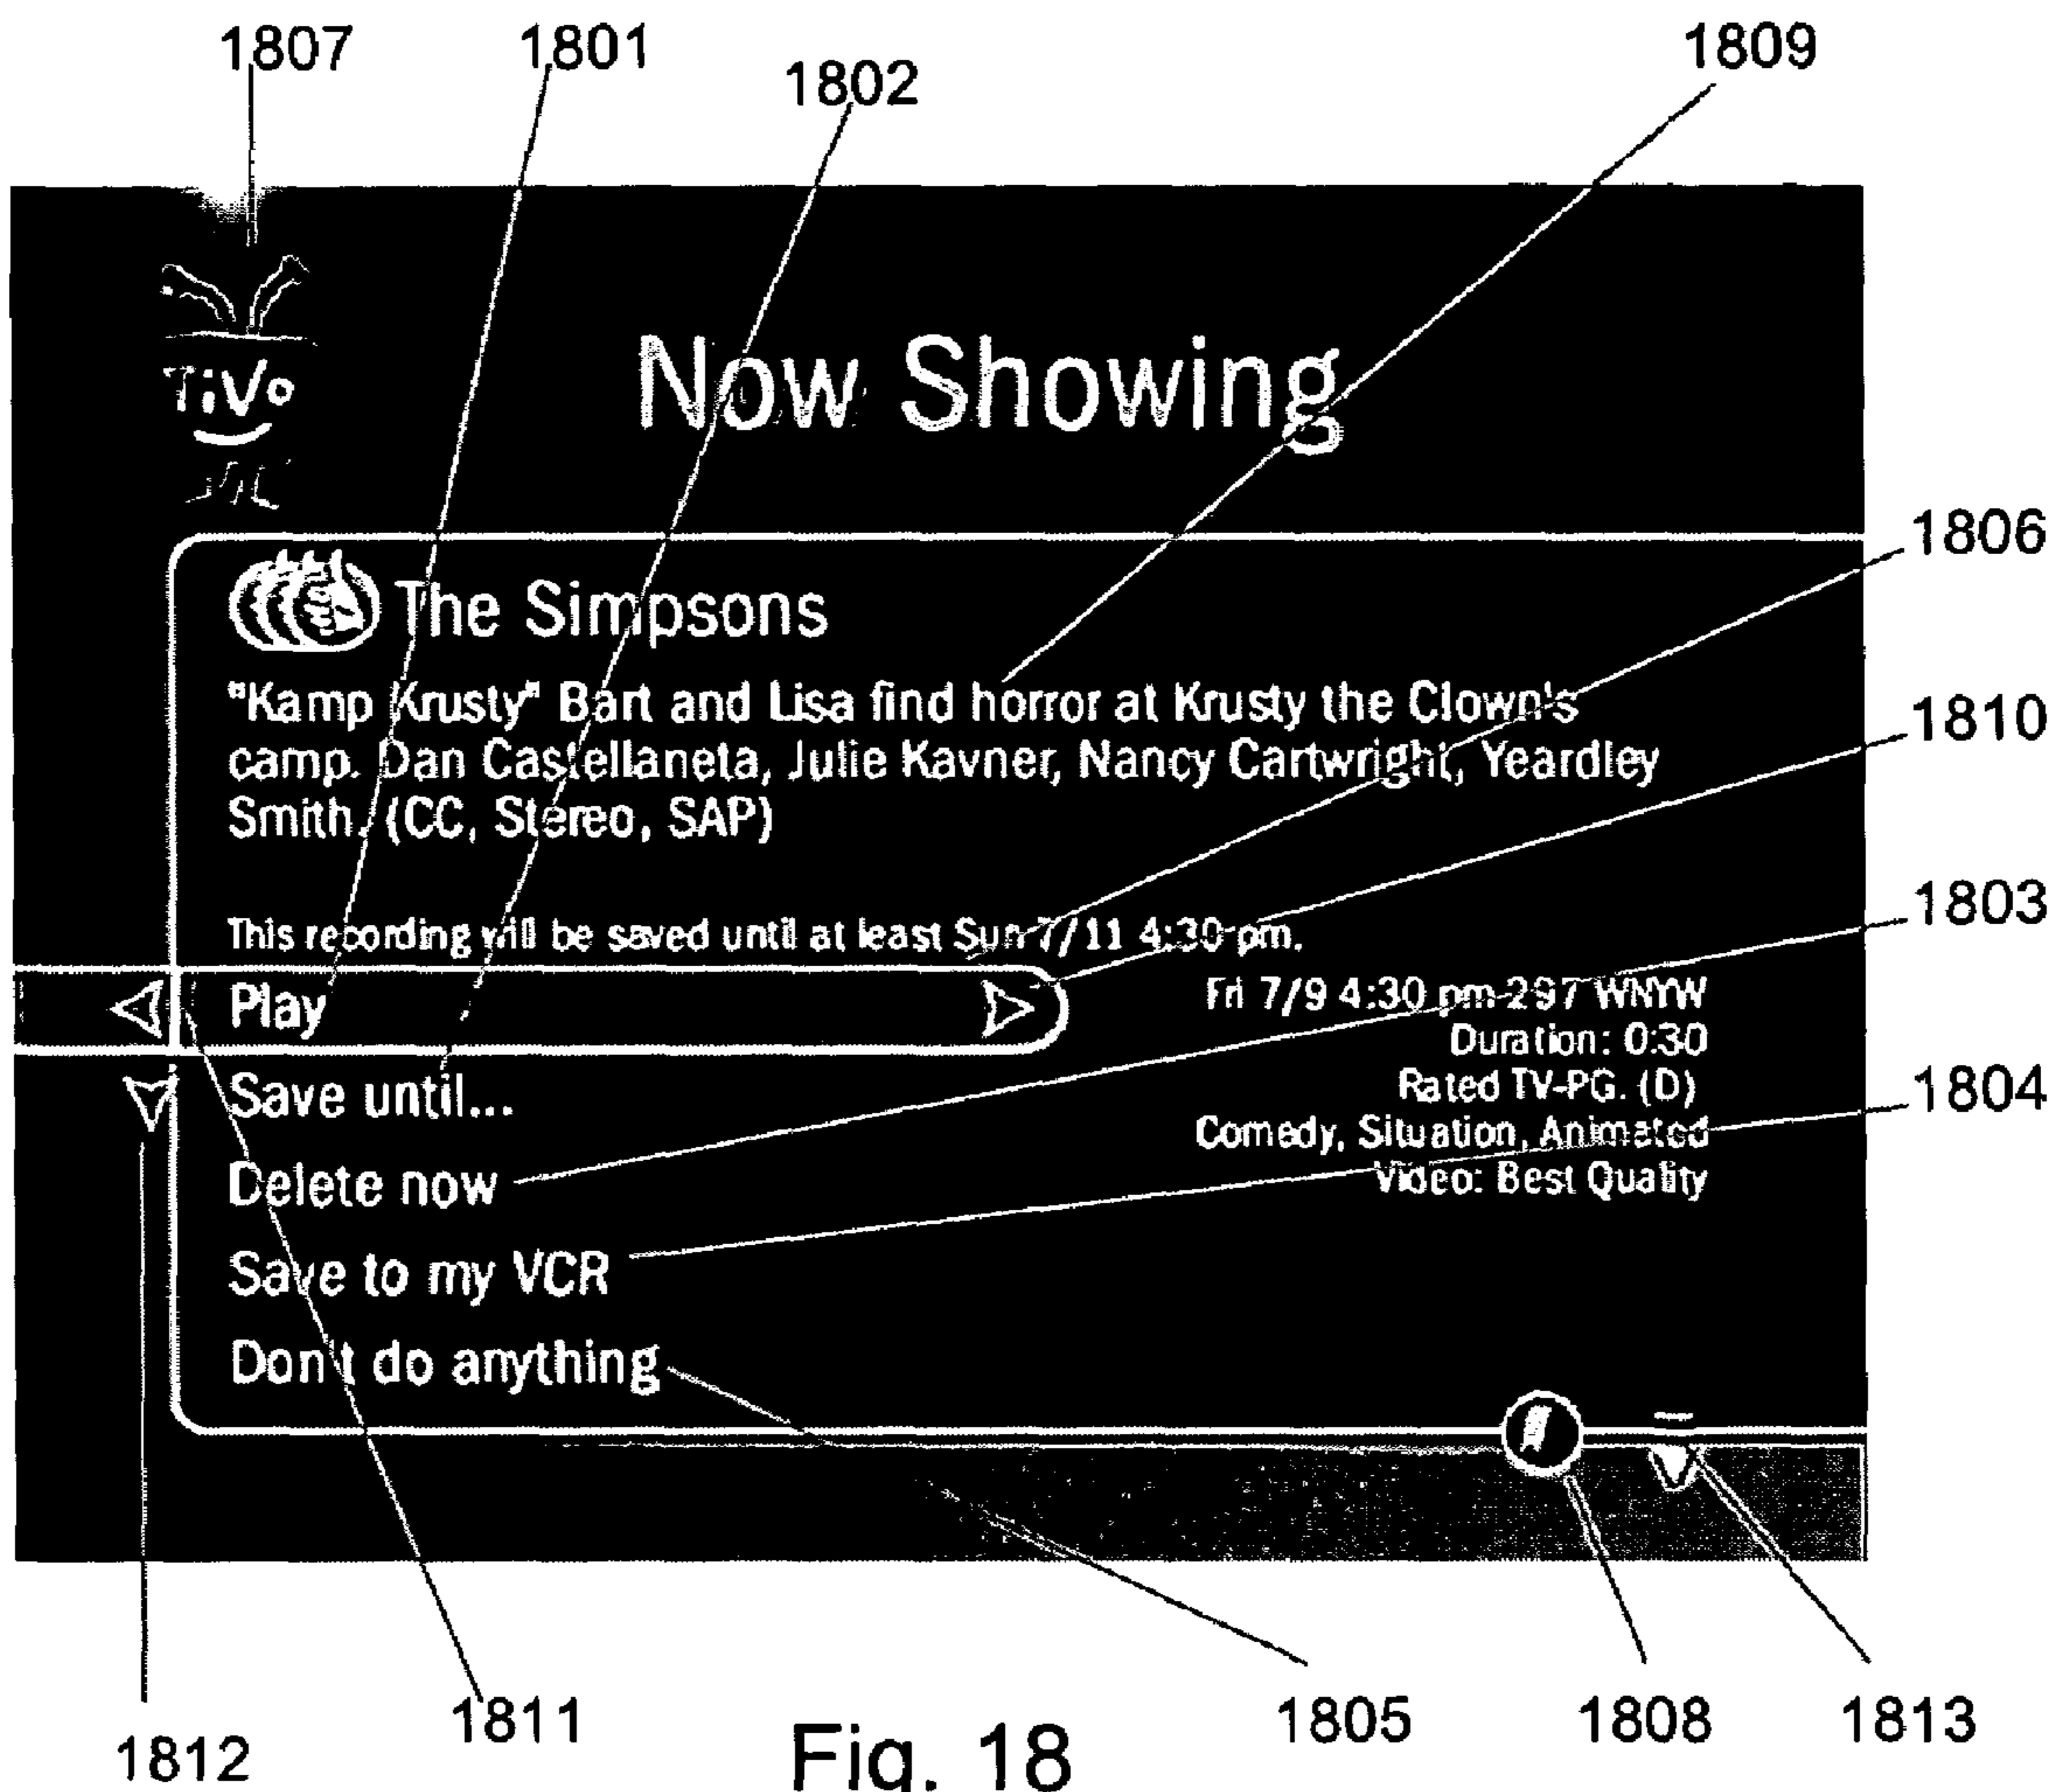 1807
1801
1802
1809
TiVo
Now Showing
1806
The Simpsons
1810
"Kamp Krusty" Bart and Lisa find horror at Krusty the Clown's
camp. Dan Castellaneta, Julie Kavner, Nancy Cartwright, Yeardley
Smith. (CC, Stereo, SAP)
1803
This recording will be saved until at least Sun 7/11 4:30 pm.
Play
Fri 7/9 4:30 pm 297 WNYW
Duration: 0:30
1804
Save until...
Rated TV-PG. (D)
Comedy, Situation, Animated
Delete now
Video: Best Quality
Save to my VCR
Don't do anything
1812
1811
1805
1808
1813
Fig. 18